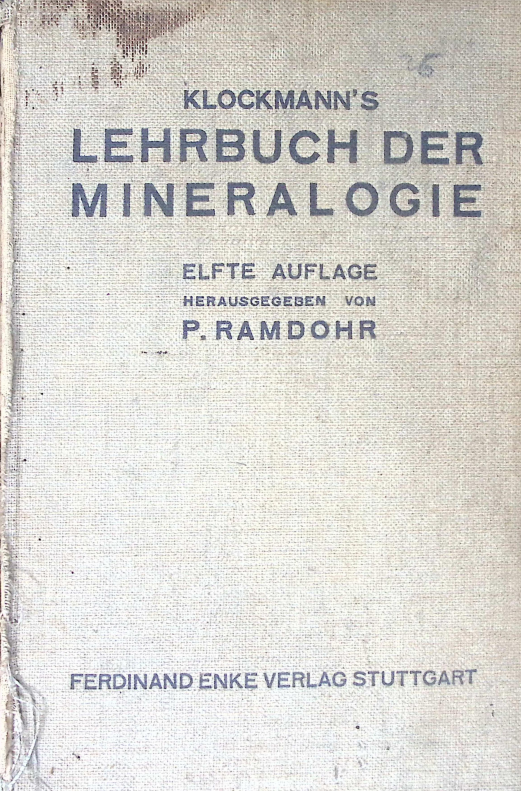 KLOCKMANN'S
LEHRBUCH DER
MINERALOGIE
ELFTE AUFLAGE
HERAUSGEGEBEN VON
P. RAMDOHR
FERDINAND ENKE VERLAG STUTTGART